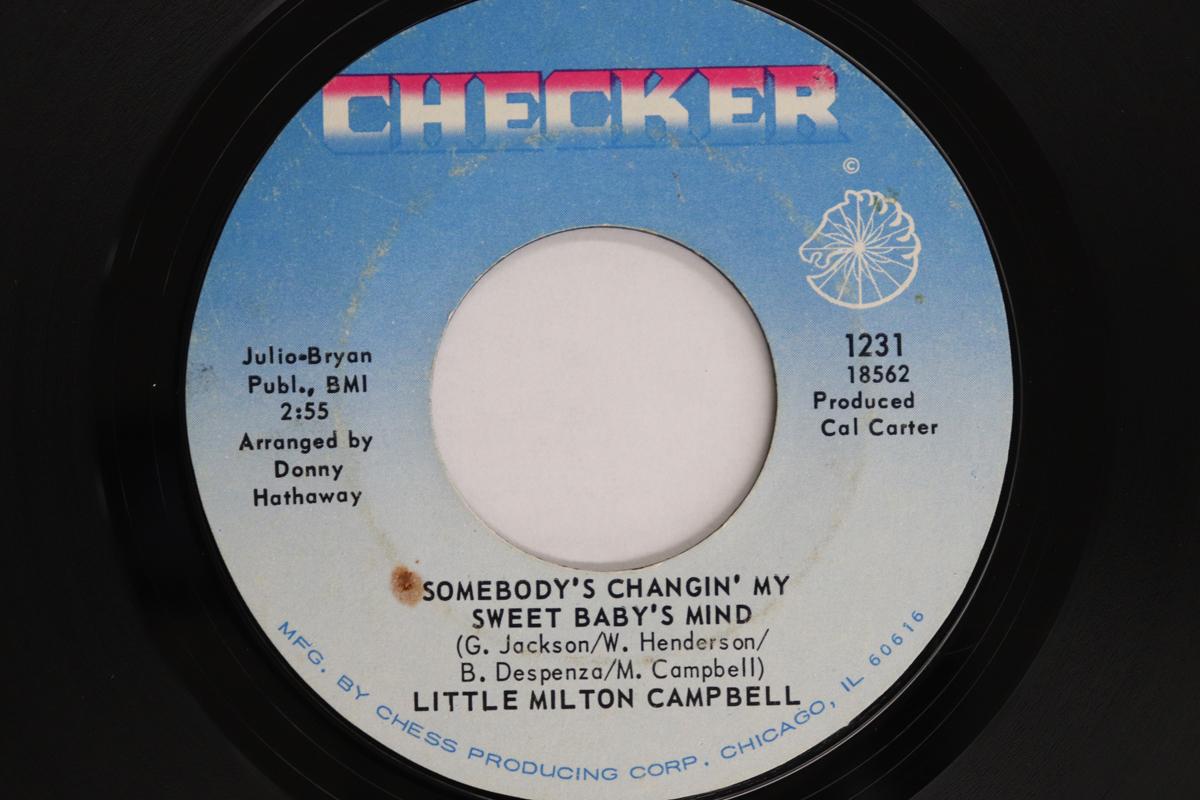 CHECKER
©
Julio-Bryan
Publ., BMI
2:55
Arranged by
Donny
Hathaway
1231
18562
Produced
Cal Carter
SOMEBODY'S CHANGIN' MY
SWEET BABY'S MIND
(G. Jackson/W. Henderson/
B. Despenza/M. Campbell)
LITTLE MILTON CAMPBELL
MFG. BY CHESS PRODUCING CORP. CHICAGO, IL 60616